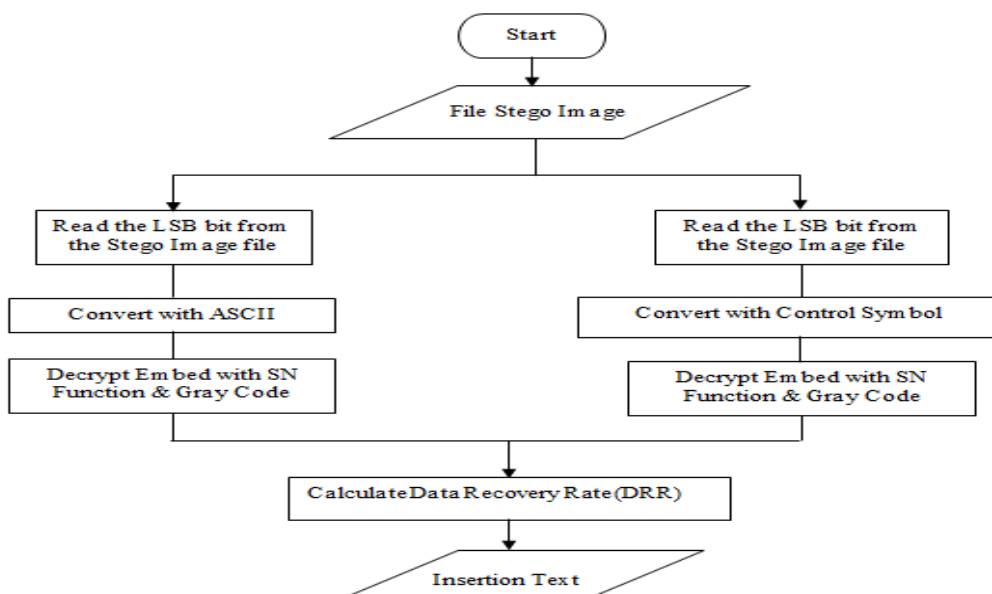 Start
File Stego Image
Read the LSB bit from
the Stego Image file
Read the LSB bit from
the Stego Image file
Convert with ASCII
Convert with Control Symbol
Decrypt Embed with SN
Function & Gray Code
Decrypt Embed with SN
Function & Gray Code
Calculate Data Recovery Rate (DRR)
Insertion Text